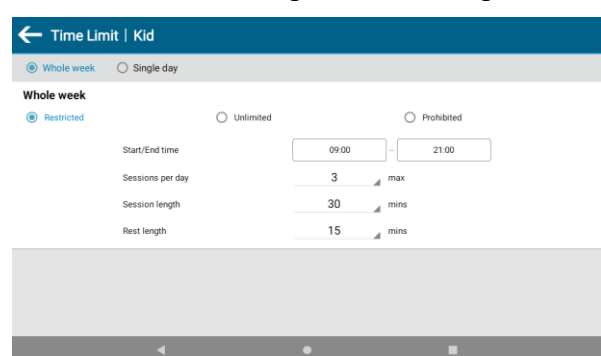 Time Limit | Kid
Whole week Single day
Whole week
Restricted Unlimited Prohibited
Start/End time 09:00 – 21:00
Sessions per day 3 max
Session length 30 mins
Rest length 15 mins